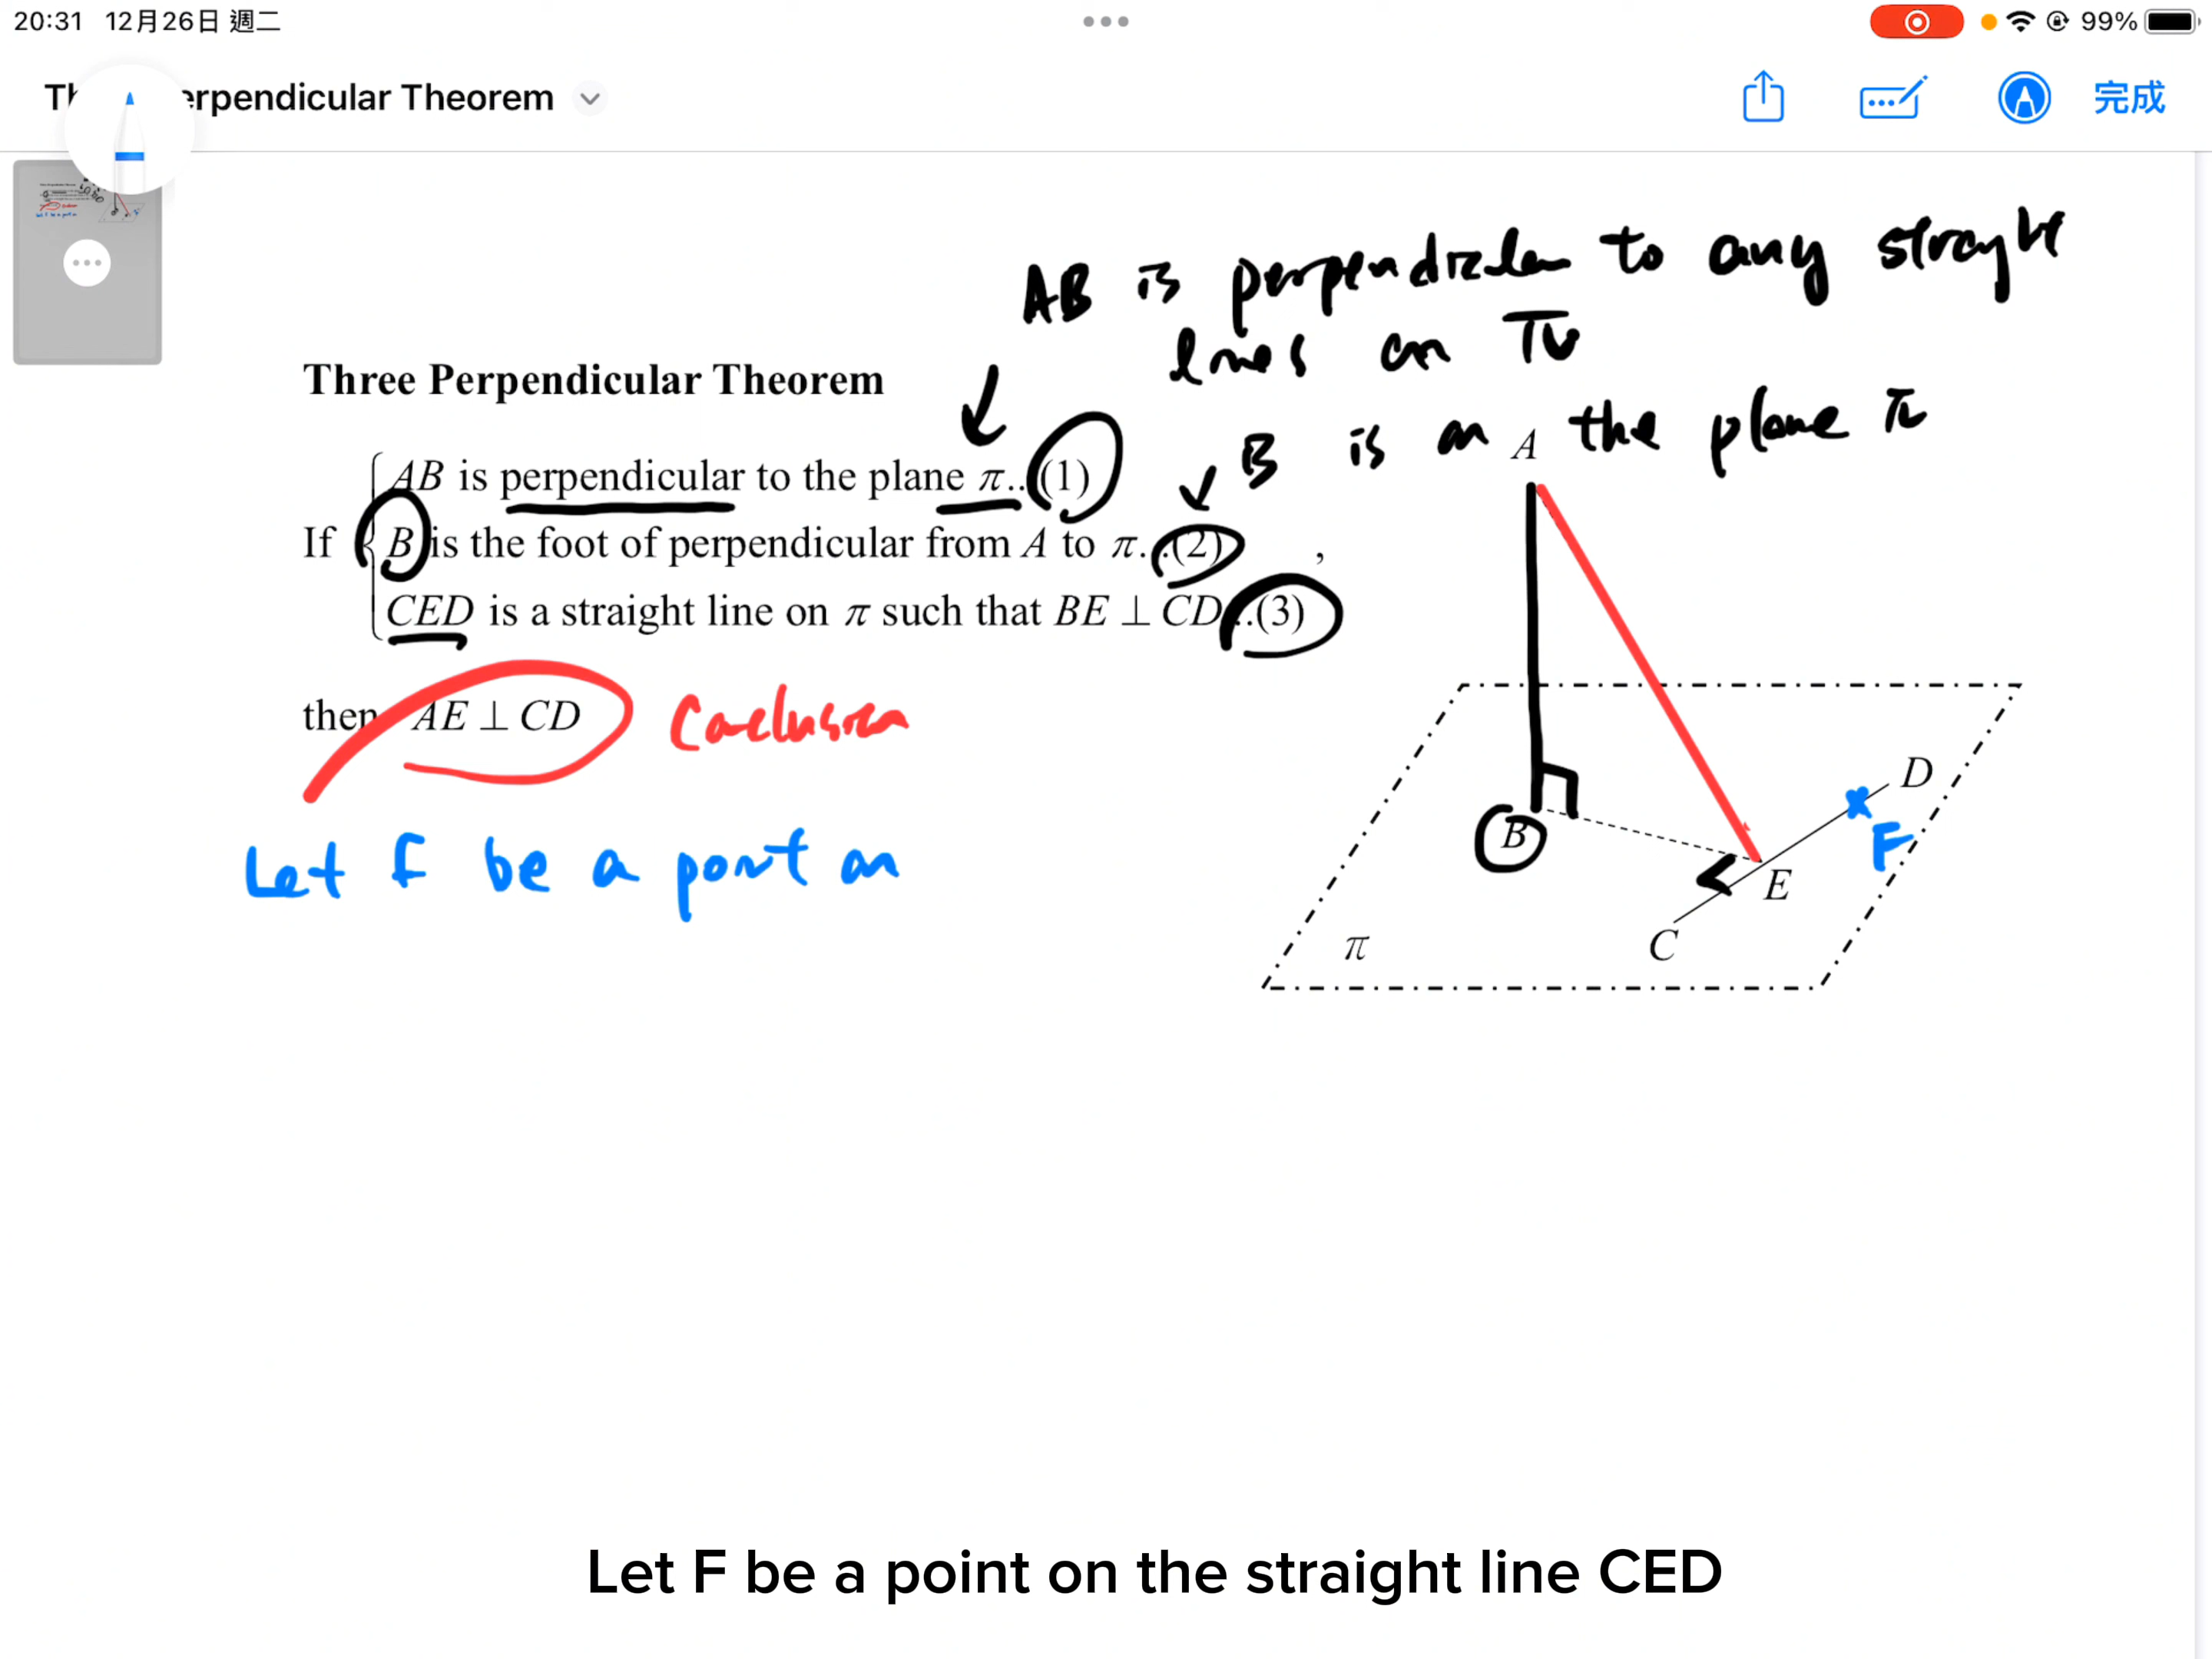 20:31 12月26日 週二
99%
Th erpendicular Theorem
完成
AB is perpendicular to any straight
lines on π
Three Perpendicular Theorem
B is on the plane π
A
AB is perpendicular to the plane π...(1)
If B is the foot of perpendicular from A to π...(2) ,
CED is a straight line on π such that BE ⊥ CD...(3)
then AE ⊥ CD Conclusion
D
B
F
Let F be a point on
E
C
π
Let F be a point on the straight line CED